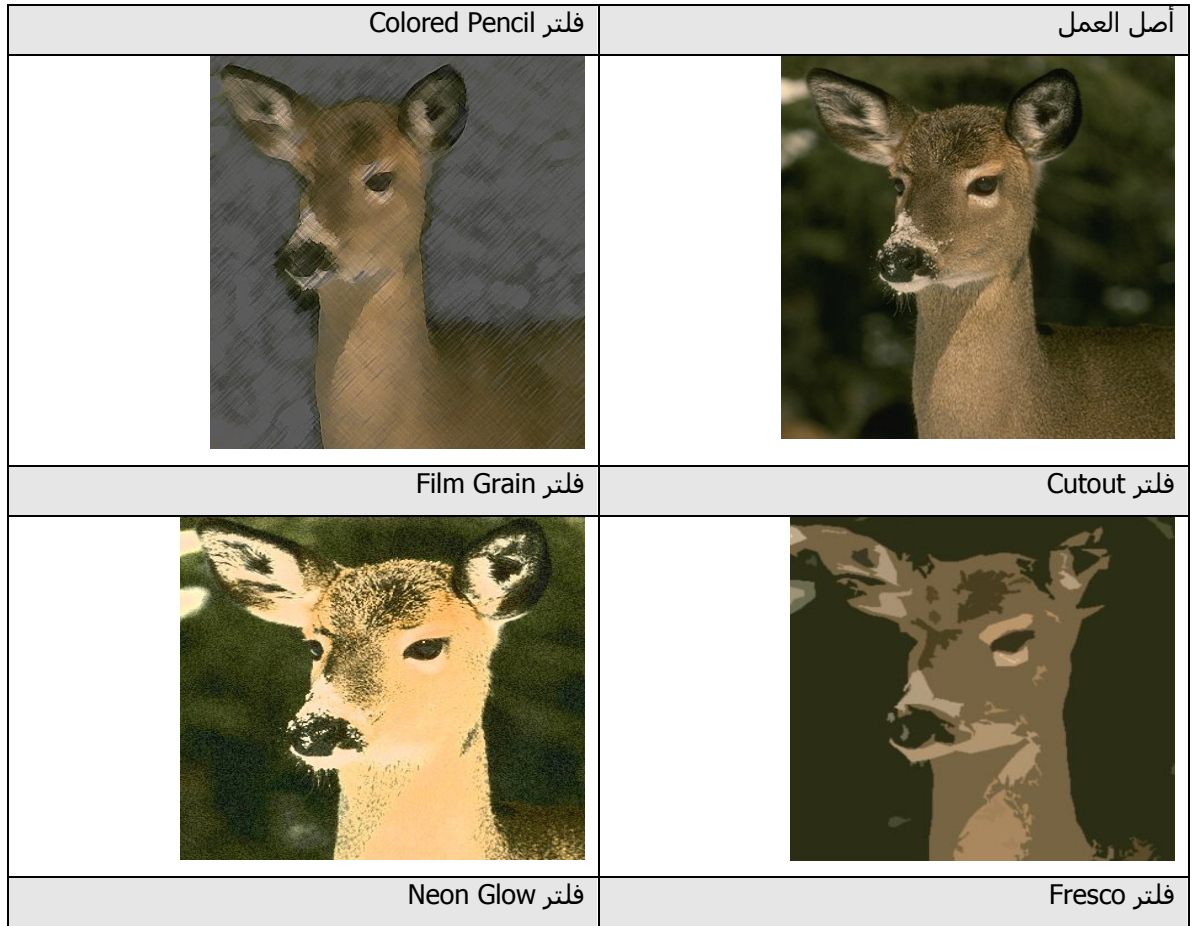 أصل العمل
فلتر Colored Pencil
فلتر Cutout
فلتر Film Grain
فلتر Fresco
فلتر Neon Glow